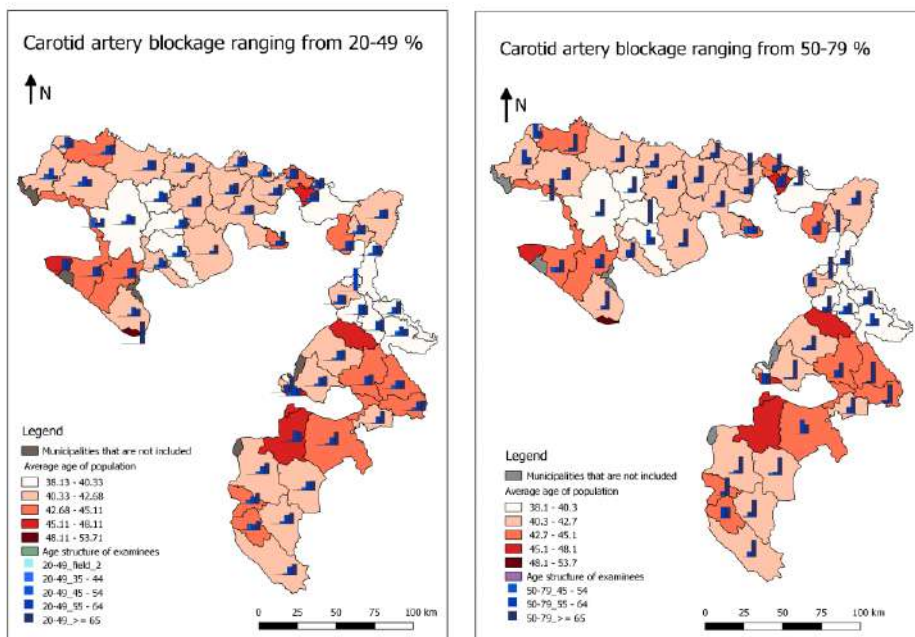 Carotid artery blockage ranging from 20-49 %
N
Legend
Municipalities that are not included
Average age of population
38.13 - 40.33
40.33 - 42.68
42.68 - 45.11
45.11 - 48.11
48.11 - 53.71
Age structure of examinees
20-49_field_2
20-49_35 - 44
20-49_45 - 54
20-49_55 - 64
20-49_>= 65
0 25 50 75 100 km
Carotid artery blockage ranging from 50-79 %
N
Legend
Municipalities that are not included
Average age of population
38.1 - 40.3
40.3 - 42.7
42.7 - 45.1
45.1 - 48.1
48.1 - 53.7
Age structure of examinees
50-79_45 - 54
50-79_55 - 64
50-79_>= 65
0 25 50 75 100 km